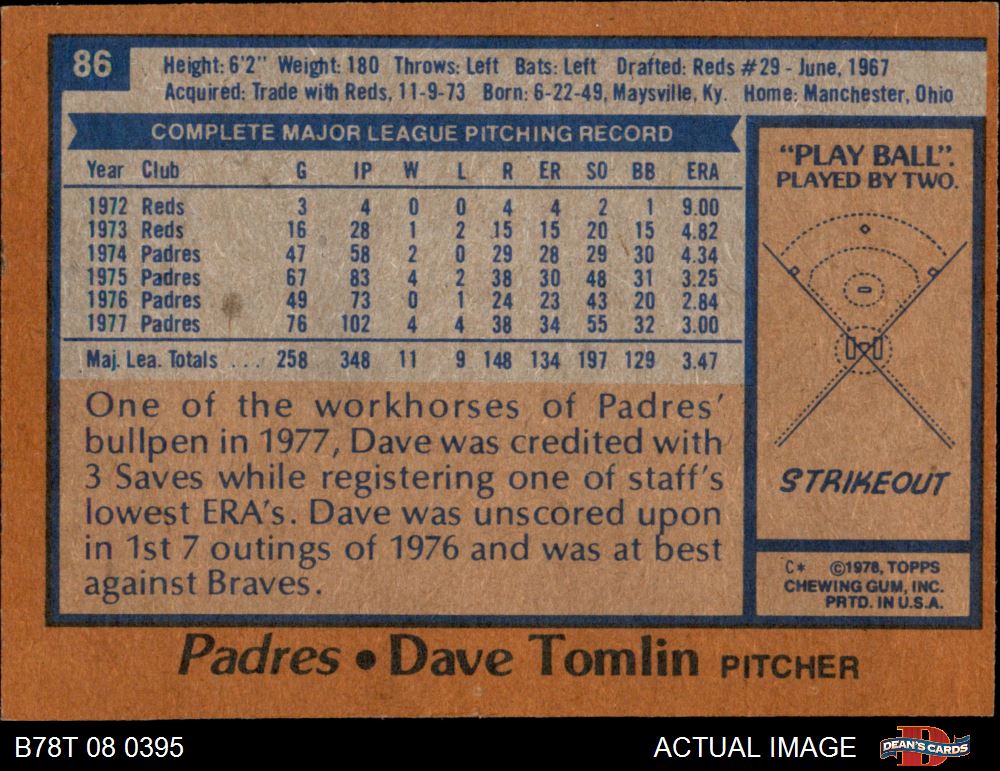 86
Height: 6'2" Weight: 180 Throws: Left Bats: Left Drafted: Reds #29 - June, 1967
Acquired: Trade with Reds, 11-9-73 Born: 6-22-49, Maysville, Ky. Home: Manchester, Ohio
COMPLETE MAJOR LEAGUE PITCHING RECORD
Year Club G IP W L R ER SO BB ERA
1972 Reds 3 4 0 0 4 4 2 1 9.00
1973 Reds 16 28 1 2 15 15 20 15 4.82
1974 Padres 47 58 2 0 29 28 29 30 4.34
1975 Padres 67 83 4 2 38 30 48 31 3.25
1976 Padres 49 73 0 1 24 23 43 20 2.84
1977 Padres 76 102 4 4 38 34 55 32 3.00
Maj. Lea. Totals . . . . 258 348 11 9 148 134 197 129 3.47
One of the workhorses of Padres'
bullpen in 1977, Dave was credited with
3 Saves while registering one of staff's
lowest ERA's. Dave was unscored upon
in 1st 7 outings of 1976 and was at best
against Braves.
"PLAY BALL".
PLAYED BY TWO.
STRIKEOUT
C* ©1978, TOPPS
CHEWING GUM, INC.
PRTD. IN U.S.A.
Padres • Dave Tomlin PITCHER
B78T 08 0395 ACTUAL IMAGE DEAN'S CARDS